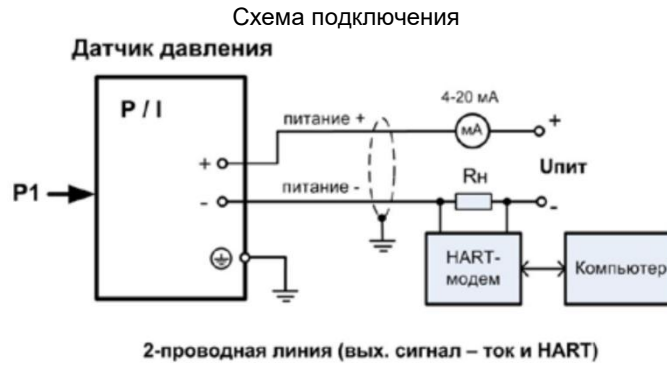 Схема подключения
Датчик давления
P / I
4-20 мА
питание +
мА
+
+
Uпит
P1
-
питание -
Rн
-
HART-
модем
Компьютер
2-проводная линия (вых. сигнал – ток и HART)